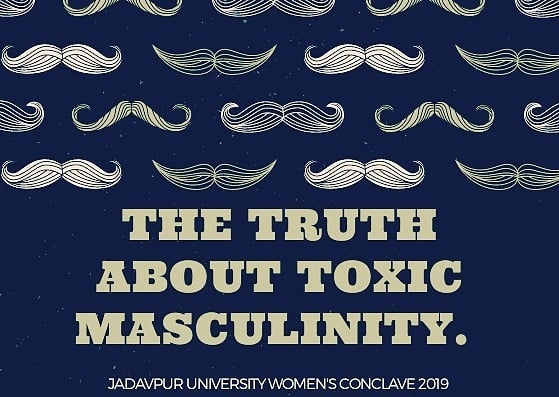 THE TRUTH
ABOUT TOXIC
MASCULINITY.
JADAVPUR UNIVERSITY WOMEN'S CONCLAVE 2019